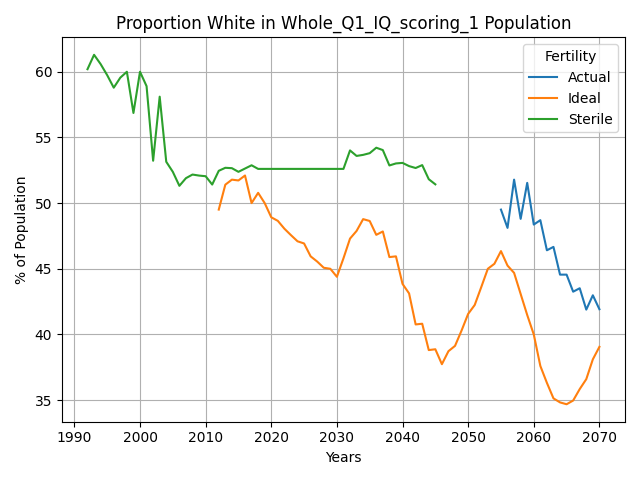 Proportion White in Whole_Q1_IQ_scoring_1 Population
% of Population
60
55
50
45
40
35
Fertility
Actual
Ideal
Sterile
1990 2000 2010 2020 2030 2040 2050 2060 2070
Years